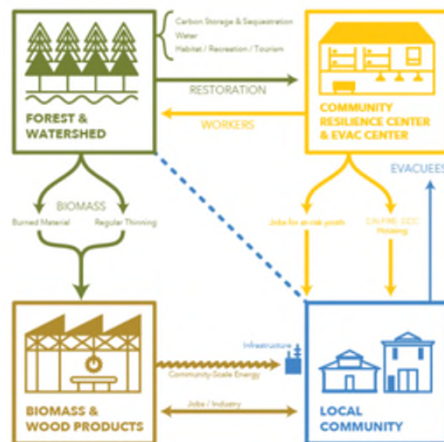 Carbon Storage & Sequestration
Water
Habitat / Recreation / Tourism
RESTORATION
WORKERS
FOREST &
WATERSHED
COMMUNITY
RESILIENCE CENTER
& EVAC CENTER
EVACUEES
BIOMASS
Burned Material
Regular Thinning
Jobs for at-risk youth
Housing
Infrastructure
Community-Scale Energy
Jobs / Industry
BIOMASS &
WOOD PRODUCTS
LOCAL
COMMUNITY